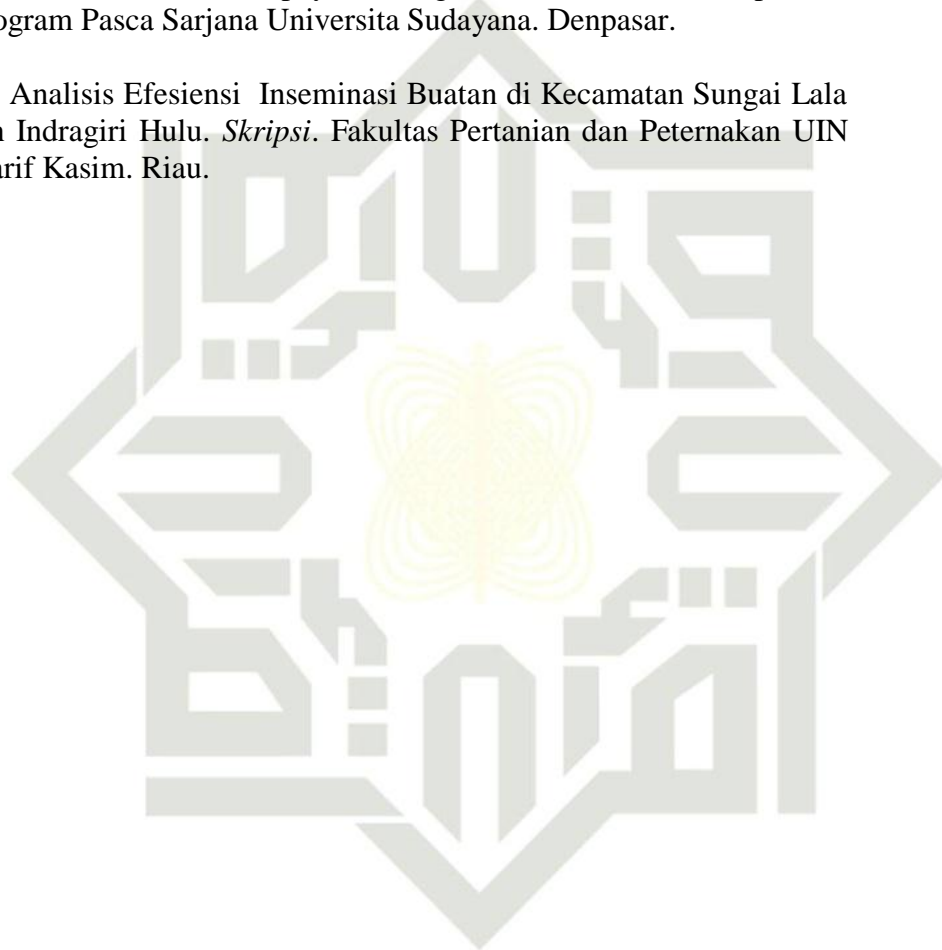 ogram Pasca Sarjana Universita Sudayana. Denpasar.
Analisis Efesiensi Inseminasi Buatan di Kecamatan Sungai Lala
n Indragiri Hulu. Skripsi. Fakultas Pertanian dan Peternakan UIN
arif Kasim. Riau.